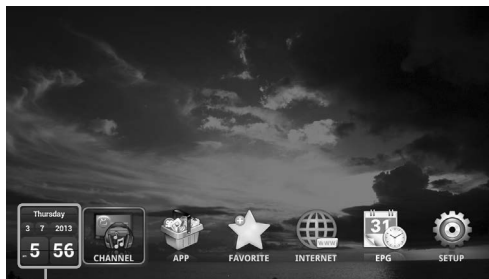 Thursday
3 7 2013
5 56
CHANNEL
APP
FAVORITE
INTERNET
EPG
SETUP
WWW
31